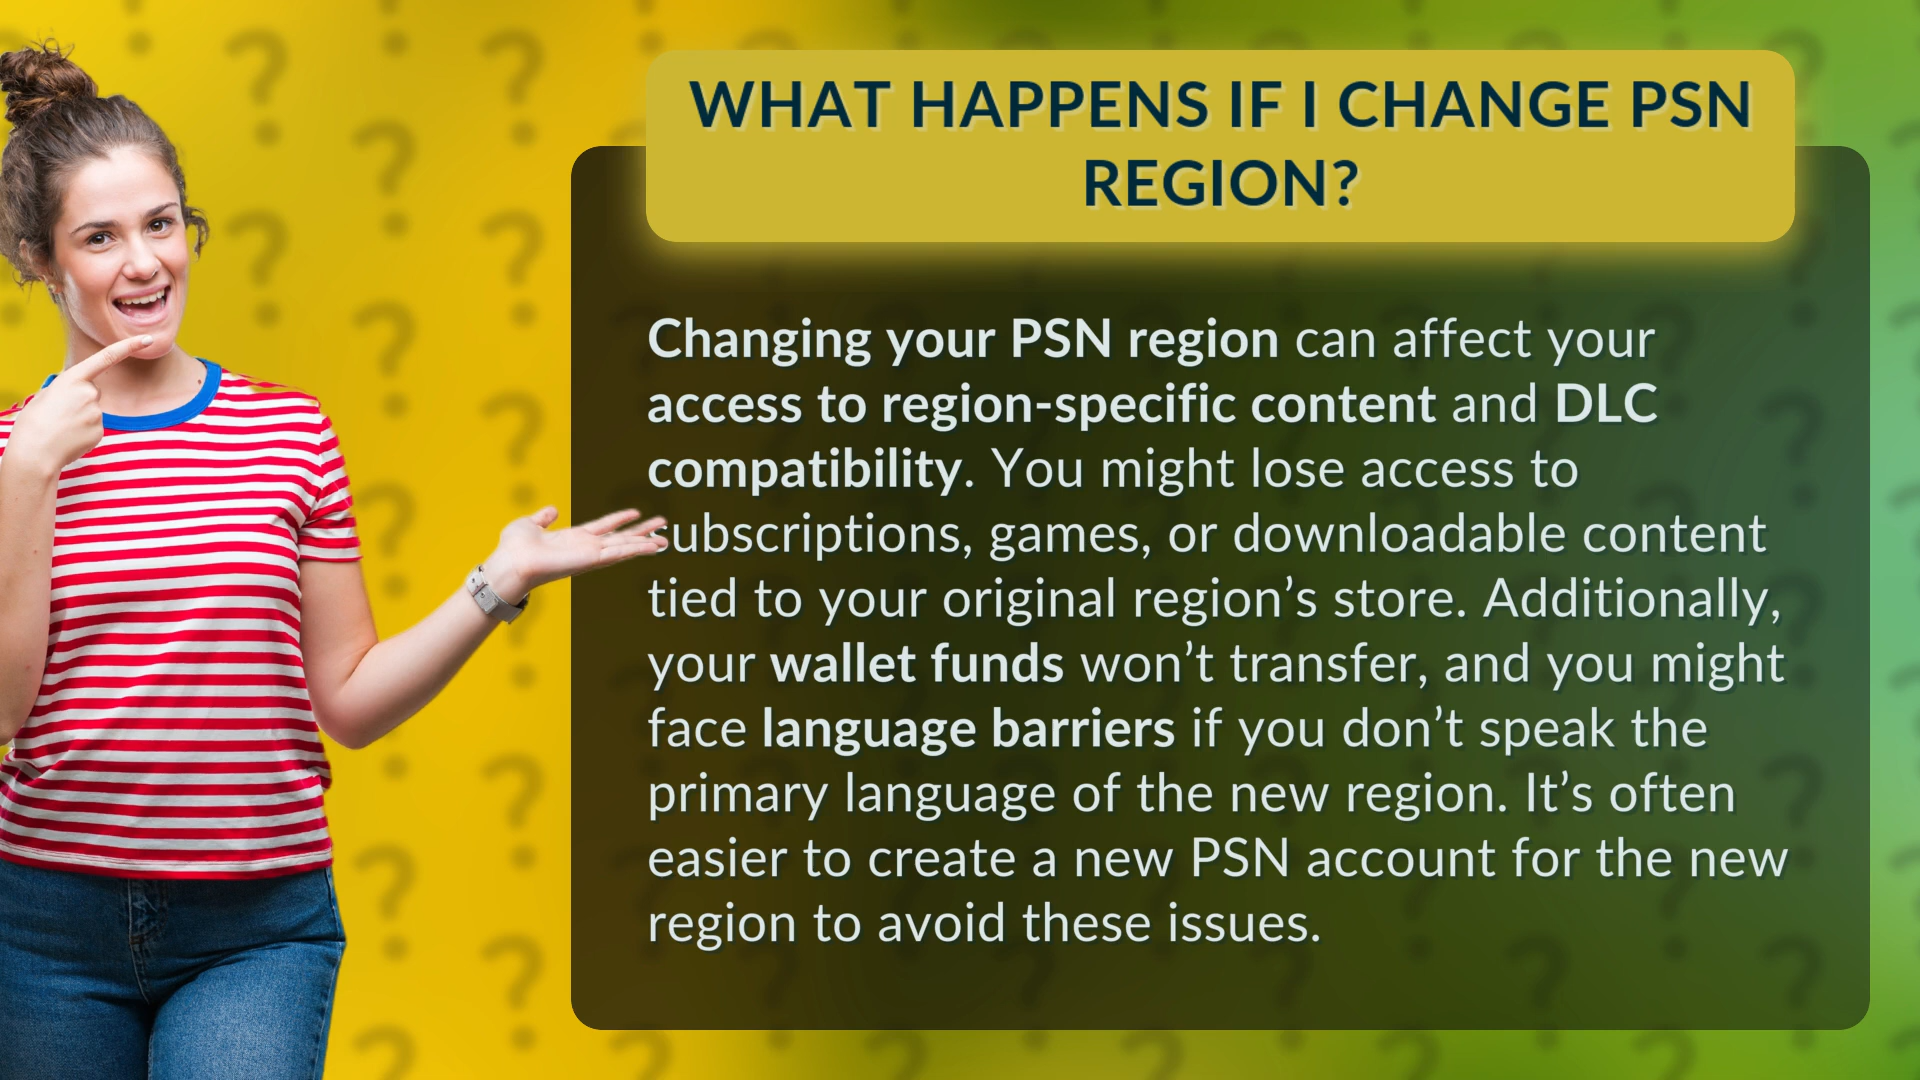 WHAT HAPPENS IF I CHANGE PSN
REGION?
Changing your PSN region can affect your
access to region-specific content and DLC
compatibility. You might lose access to
subscriptions, games, or downloadable content
tied to your original region’s store. Additionally,
your wallet funds won’t transfer, and you might
face language barriers if you don’t speak the
primary language of the new region. It’s often
easier to create a new PSN account for the new
region to avoid these issues.